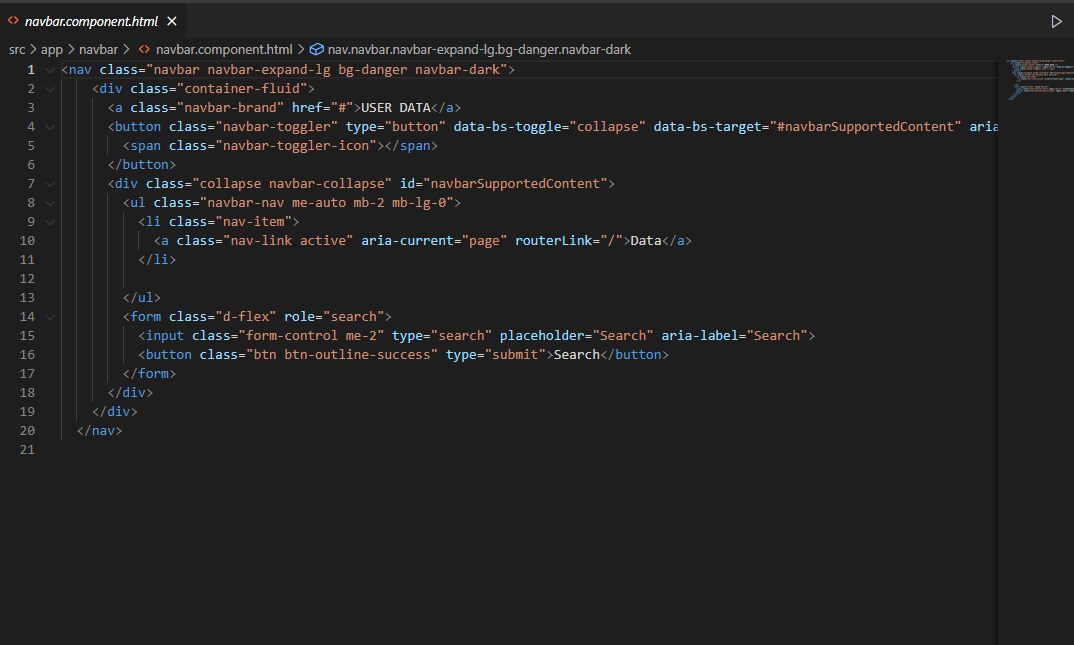 navbar.component.html
src > app > navbar > navbar.component.html > nav.navbar.navbar-expand-lg.bg-danger.navbar-dark
1 <nav class="navbar navbar-expand-lg bg-danger navbar-dark">
2 <div class="container-fluid">
3 <a class="navbar-brand" href="#">USER DATA</a>
4 <button class="navbar-toggler" type="button" data-bs-toggle="collapse" data-bs-target="#navbarSupportedContent" aria
5 <span class="navbar-toggler-icon"></span>
6 </button>
7 <div class="collapse navbar-collapse" id="navbarSupportedContent">
8 <ul class="navbar-nav me-auto mb-2 mb-lg-0">
9 <li class="nav-item">
10 <a class="nav-link active" aria-current="page" routerLink="/">Data</a>
11 </li>
12
13 </ul>
14 <form class="d-flex" role="search">
15 <input class="form-control me-2" type="search" placeholder="Search" aria-label="Search">
16 <button class="btn btn-outline-success" type="submit">Search</button>
17 </form>
18 </div>
19 </div>
20 </nav>
21